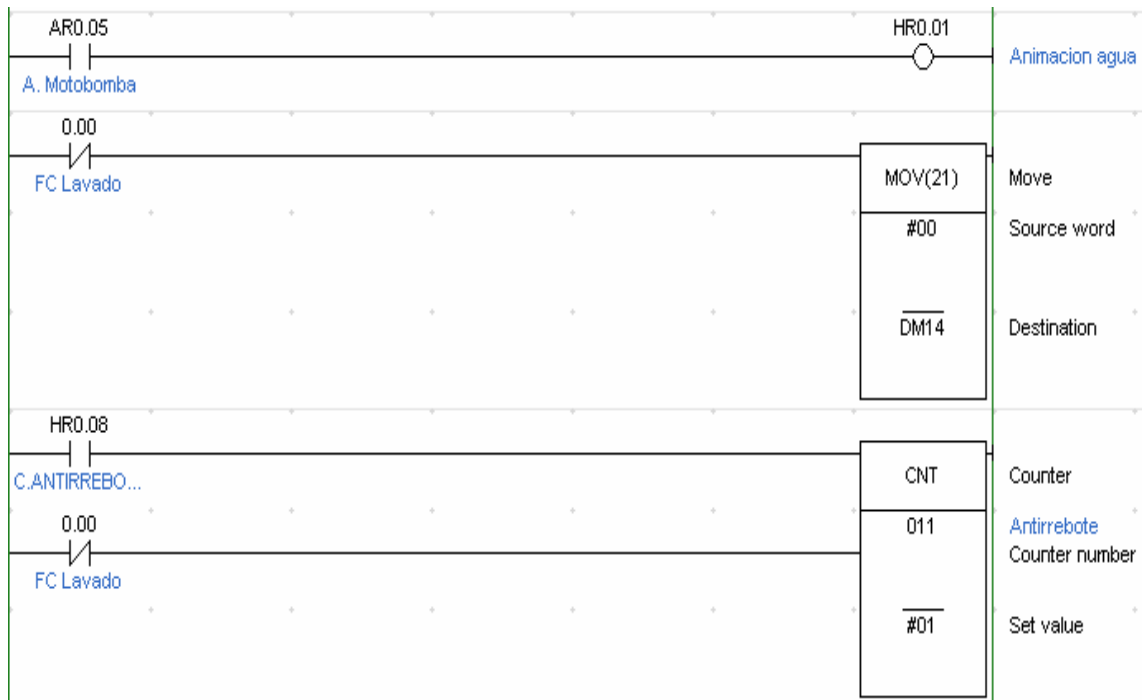 AR0.05
HR0.01
Animacion agua
A. Motobomba
0.00
FC Lavado
MOV(21)
Move
#00
Source word
DM14
Destination
HR0.08
C.ANTIRREBO...
CNT
Counter
0.00
011
Antirrebote
Counter number
FC Lavado
#01
Set value